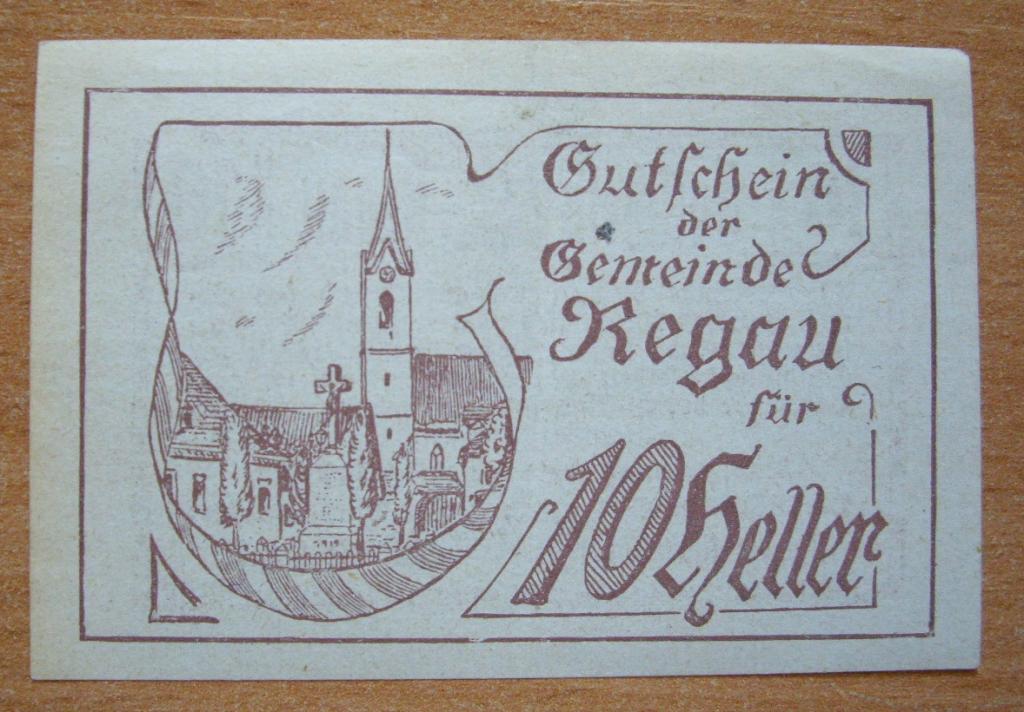 Gutschein
der
Gemeinde
Regau
für
10 Heller